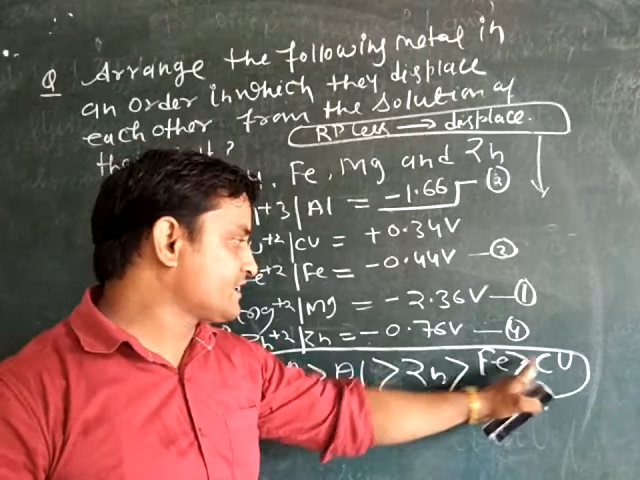 Q Arrange the following metal in
an order in which they displace
each other from the solution of
RP Less → displace.
, Fe, Mg and Zn
+3 | Al = -1.66 — ②
+2 | Cu = +0.34V
+2 | Fe = -0.44V — ②
+2 | Mg = -2.36V — ①
+2 | Zn = -0.76V — ④
> Al > Zn > Fe > Cu